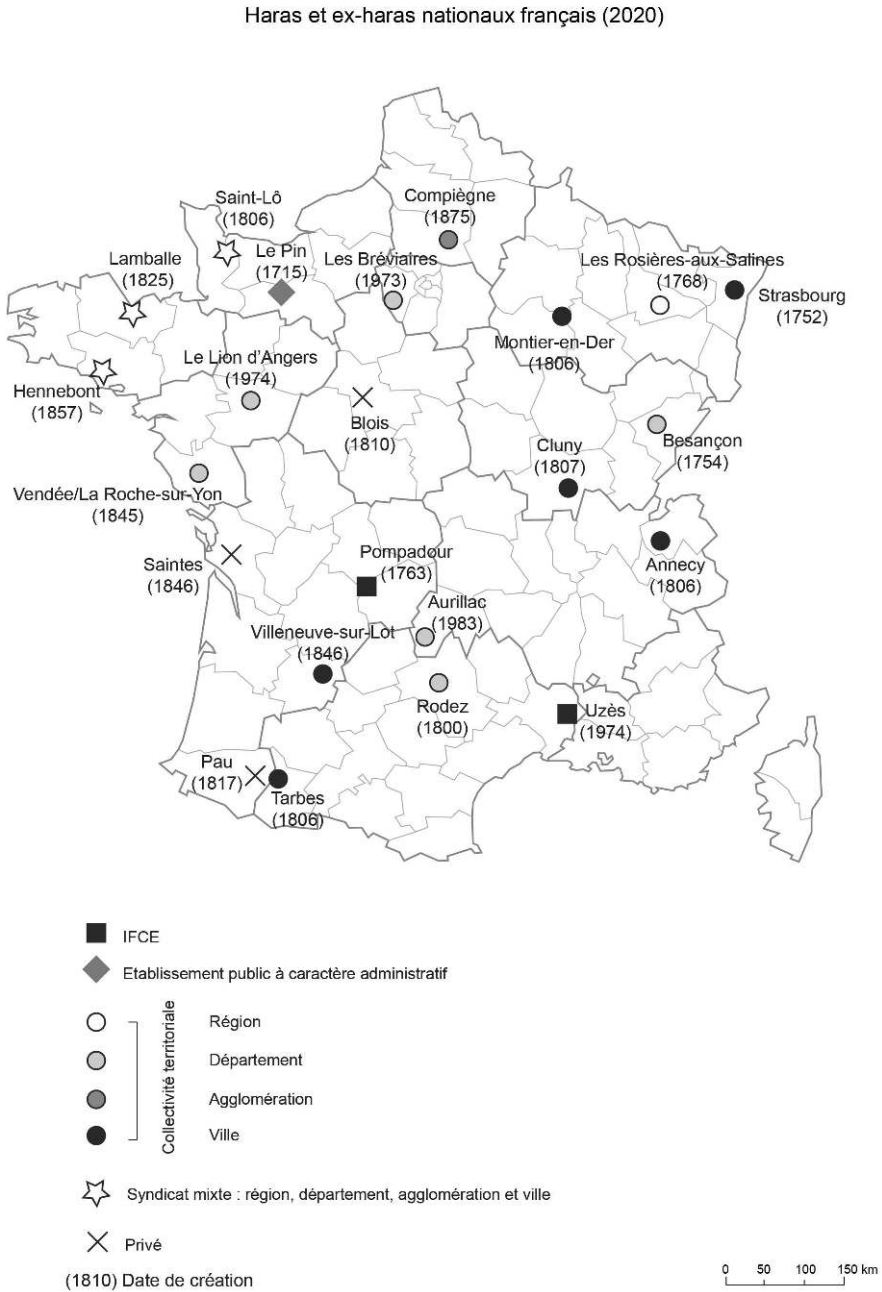 Haras et ex-haras nationaux français (2020)
Saint-Lô
(1806)
Compiègne
(1875)
Lamballe
(1825)
Le Pin
(1715)
Les Bréviaires
(1973)
Les Rosières-aux-Salines
(1768)
Strasbourg
(1752)
Montier-en-Der
(1806)
Le Lion d'Angers
(1974)
Hennebont
(1857)
Blois
(1810)
Cluny
(1807)
Besançon
(1754)
Vendée/La Roche-sur-Yon
(1845)
Saintes
(1846)
Pompadour
(1763)
Annecy
(1806)
Aurillac
(1983)
Villeneuve-sur-Lot
(1846)
Rodez
(1800)
Uzès
(1974)
Pau
(1817)
Tarbes
(1806)
IFCE
Etablissement public à caractère administratif
Collectivité territoriale
Région
Département
Agglomération
Ville
Syndicat mixte : région, département, agglomération et ville
Privé
(1810) Date de création
0 50 100 150 km